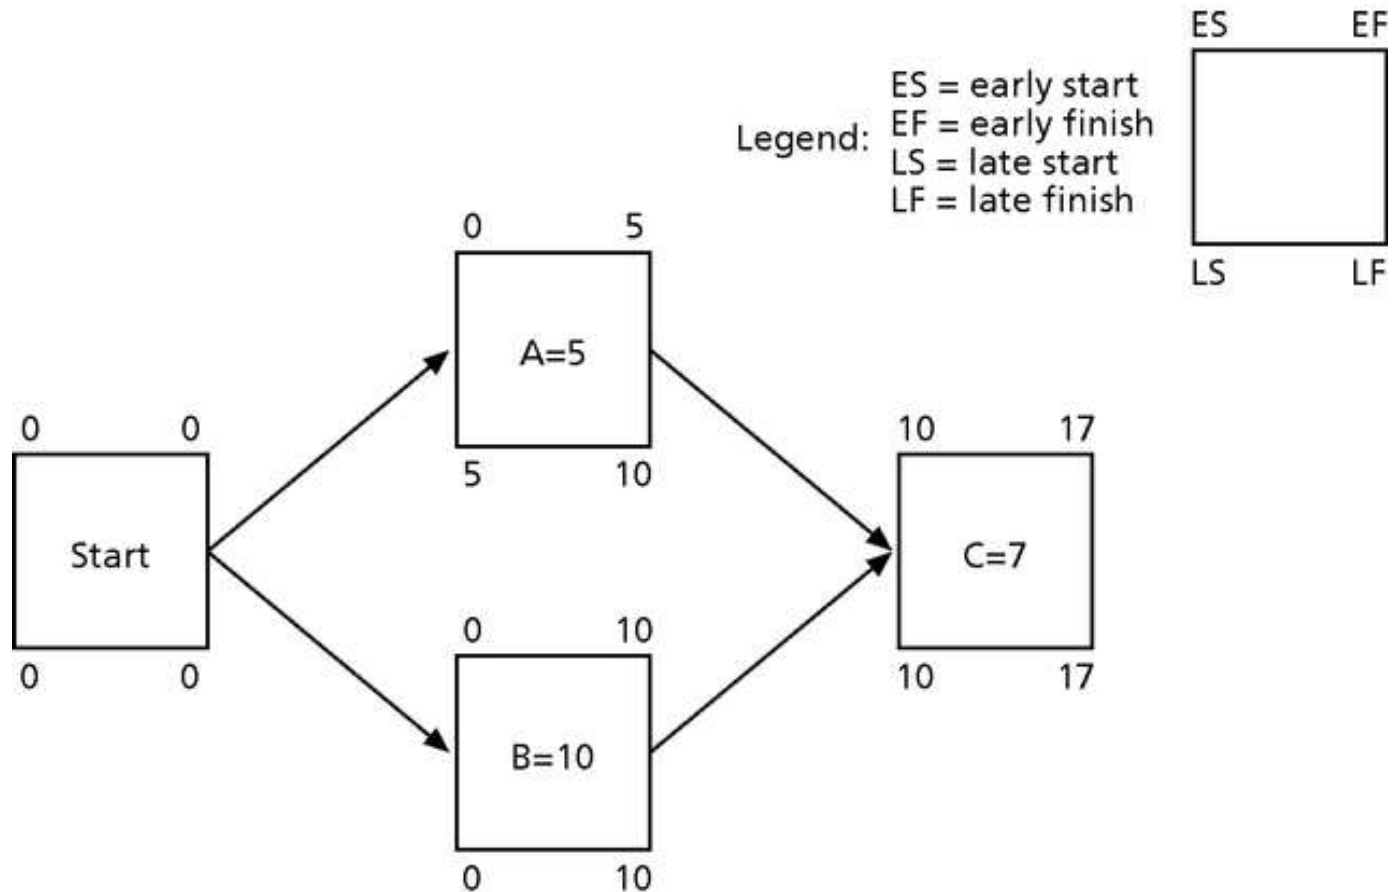 ES EF
ES = early start
EF = early finish
Legend:
LS = late start
LF = late finish
LS LF
0 5
A=5
5 10
0 0
Start
0 0
10 17
C=7
10 17
0 10
B=10
0 10